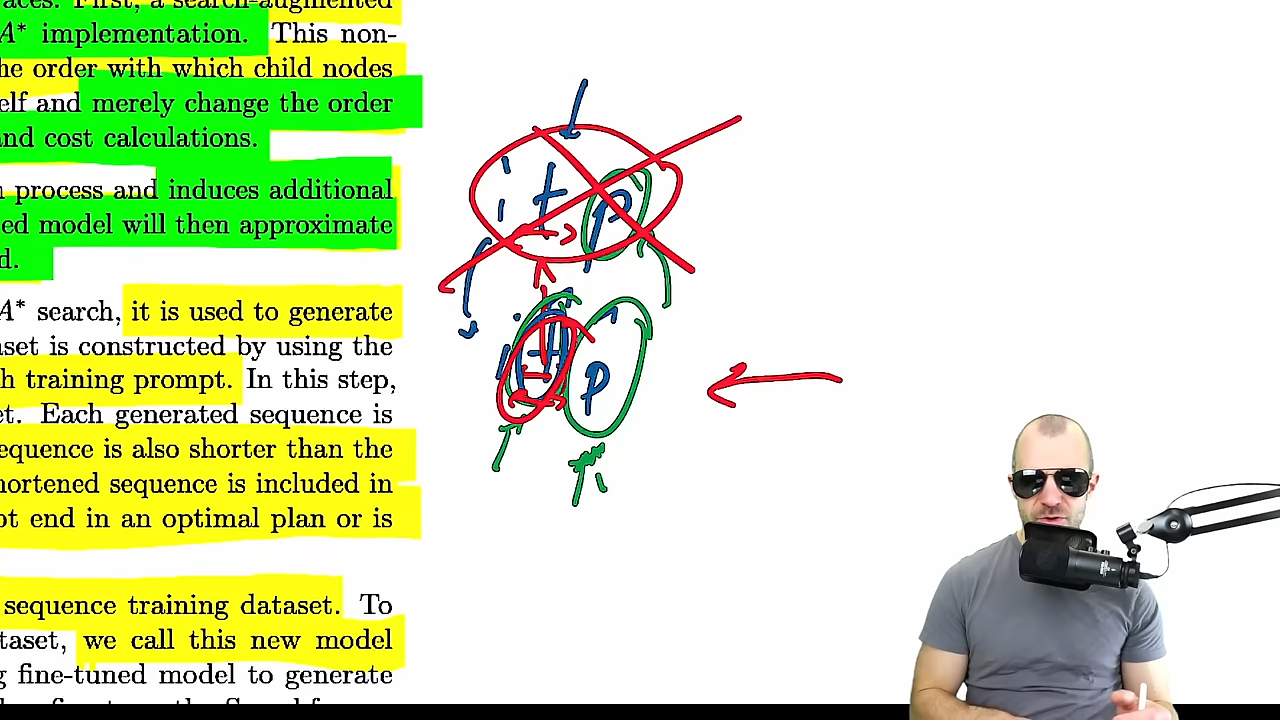 aces. First, a search-augmented
A* implementation. This non-
he order with which child nodes
elf and merely change the order
and cost calculations.
n process and induces additional
ed model will then approximate
d.
A* search, it is used to generate
aset is constructed by using the
h training prompt. In this step,
et. Each generated sequence is
equence is also shorter than the
hortened sequence is included in
ot end in an optimal plan or is
sequence training dataset. To
taset, we call this new model
g fine-tuned model to generate
t P
P